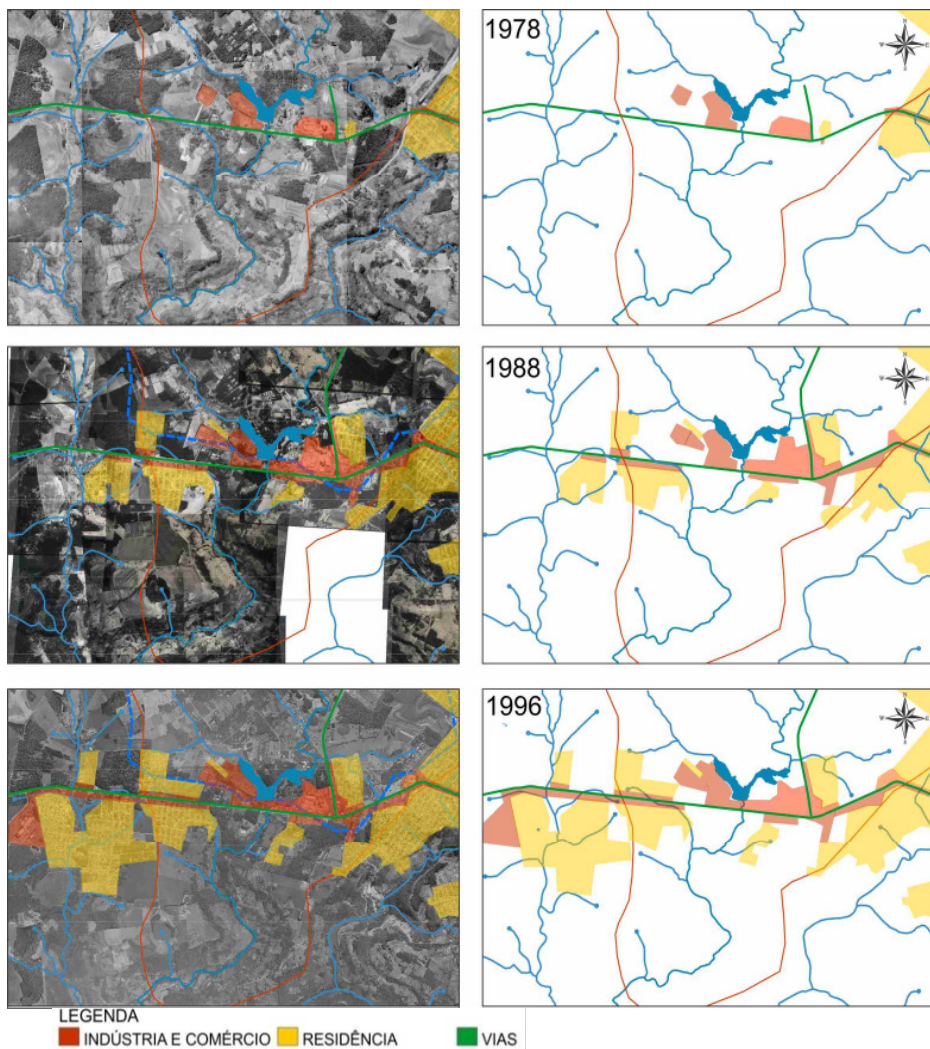 1978
N
W E
S
1988
N
W E
S
1996
N
W E
S
LEGENDA
INDÚSTRIA E COMÉRCIO RESIDÊNCIA VIAS